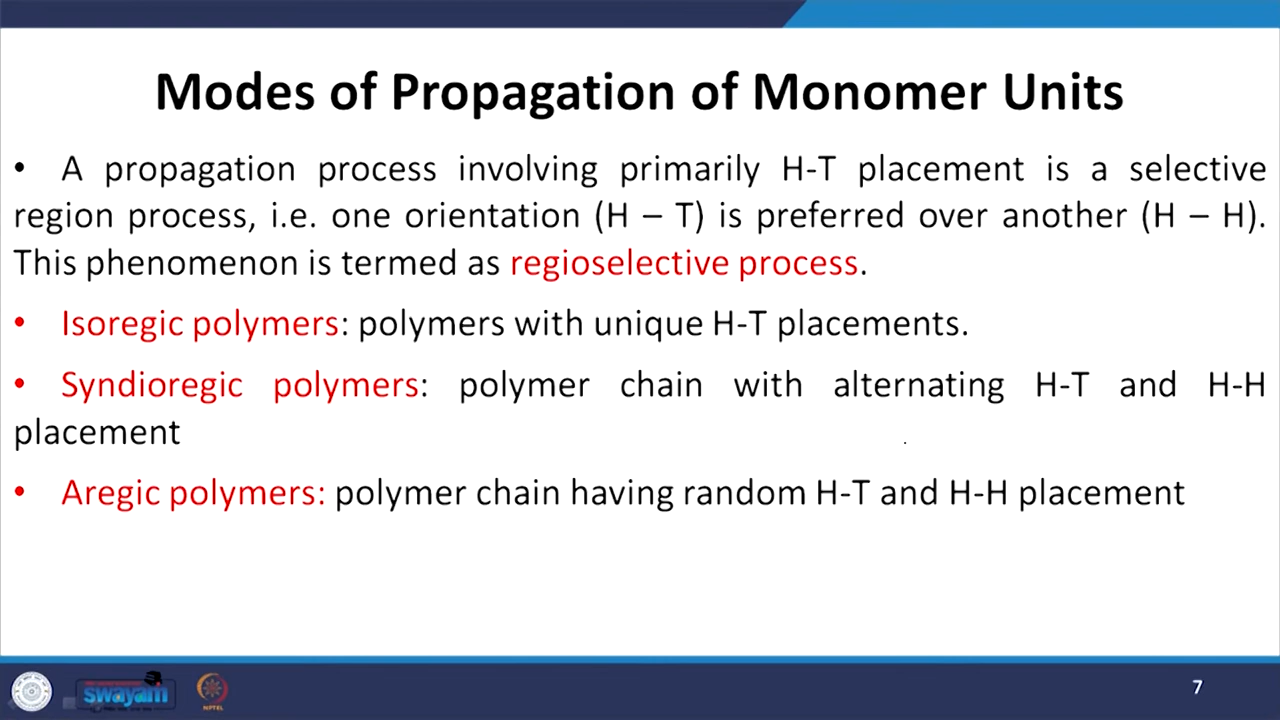 Modes of Propagation of Monomer Units
• A propagation process involving primarily H-T placement is a selective
region process, i.e. one orientation (H – T) is preferred over another (H – H).
This phenomenon is termed as regioselective process.
• Isoregic polymers: polymers with unique H-T placements.
• Syndioregic polymers: polymer chain with alternating H-T and H-H
placement
• Aregic polymers: polymer chain having random H-T and H-H placement
swayam
NPTEL
7